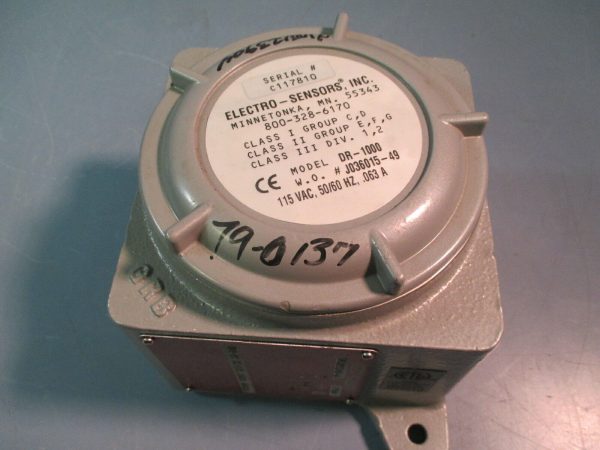 SERIAL #
C117810
ELECTRO-SENSORS®, INC.
MINNETONKA, MN. 55343
800-328-6170
CLASS I GROUP C,D
CLASS II GROUP E,F,G
CLASS III DIV. 1,2
MODEL DR-1000
W.O. # J036015-49
CE 115 VAC, 50/60 HZ, .063 A
79-0137
GRB